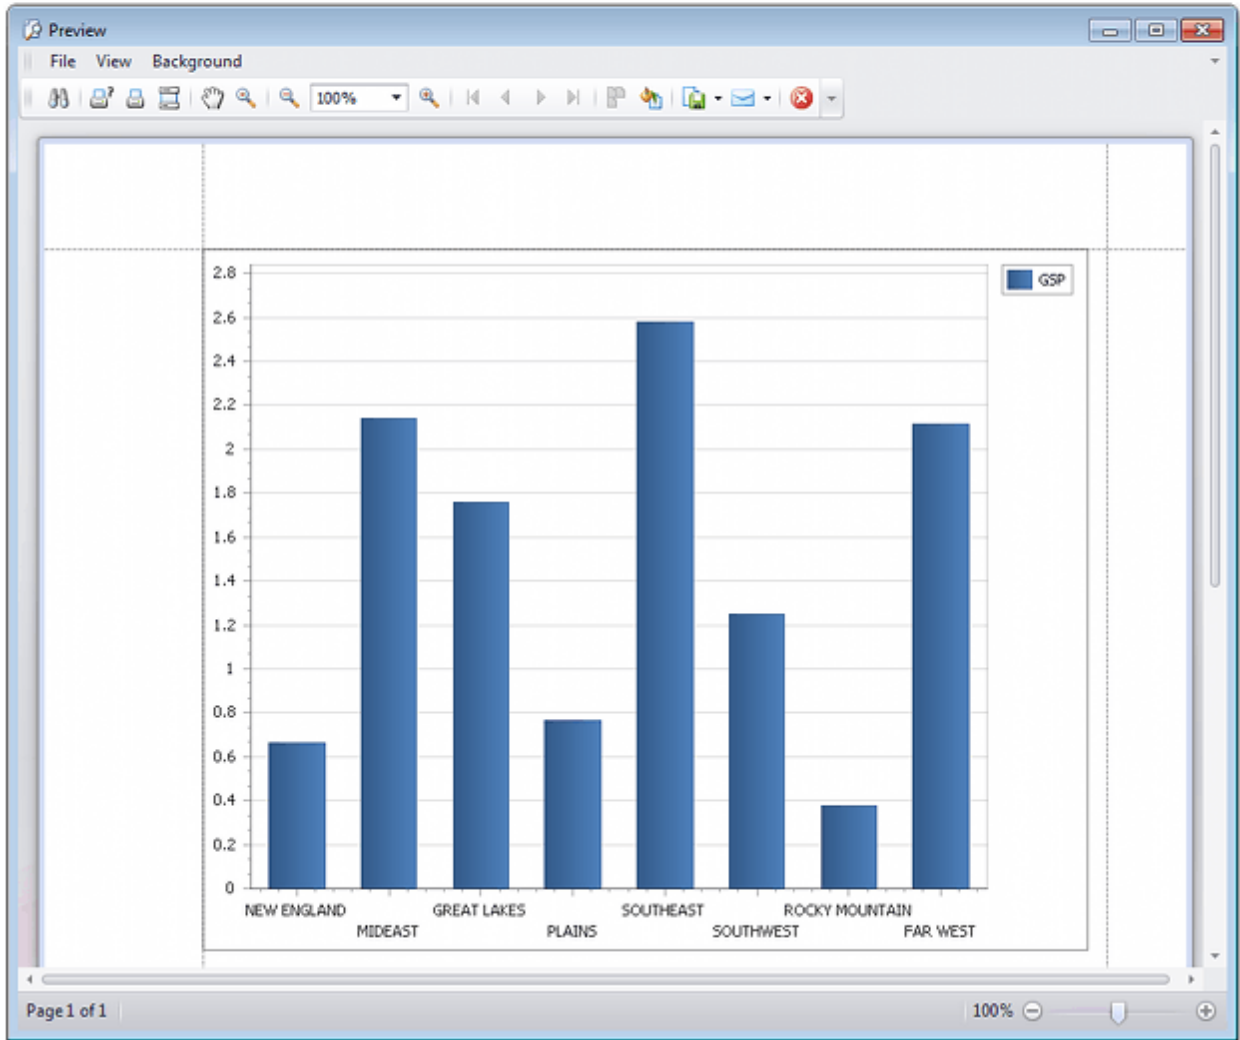 Preview
File View Background
100%
2.8
GSP
2.6
2.4
2.2
2
1.8
1.6
1.4
1.2
1
0.8
0.6
0.4
0.2
0
NEW ENGLAND GREAT LAKES SOUTHEAST ROCKY MOUNTAIN
MIDEAST PLAINS SOUTHWEST FAR WEST
Page 1 of 1 100%